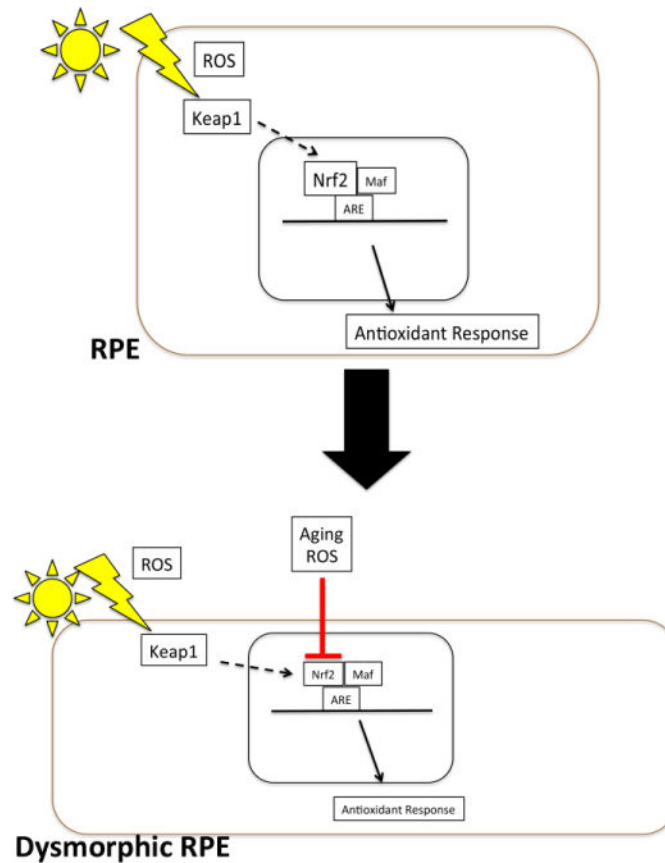 ROS
Keap1
Nrf2
Maf
ARE
Antioxidant Response
RPE
Aging
ROS
ROS
Keap1
Nrf2
Maf
ARE
Antioxidant Response
Dysmorphic RPE